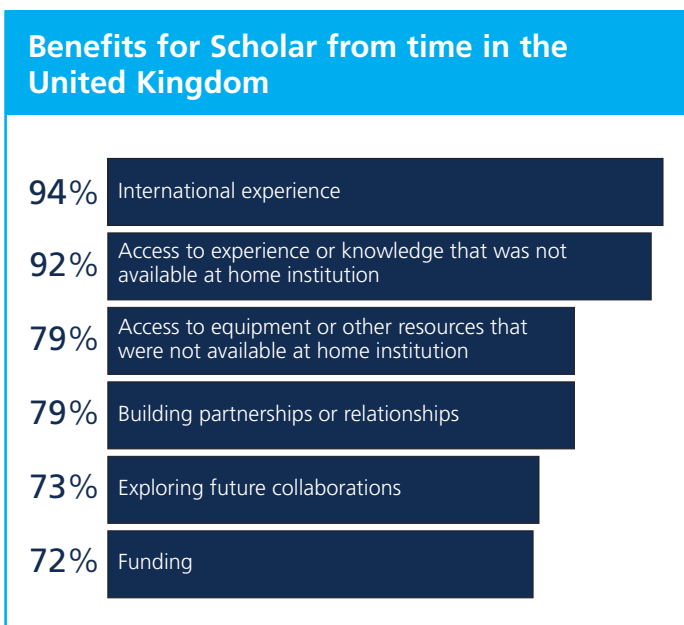 Benefits for Scholar from time in the
United Kingdom
94% International experience
92% Access to experience or knowledge that was not
available at home institution
79% Access to equipment or other resources that
were not available at home institution
79% Building partnerships or relationships
73% Exploring future collaborations
72% Funding